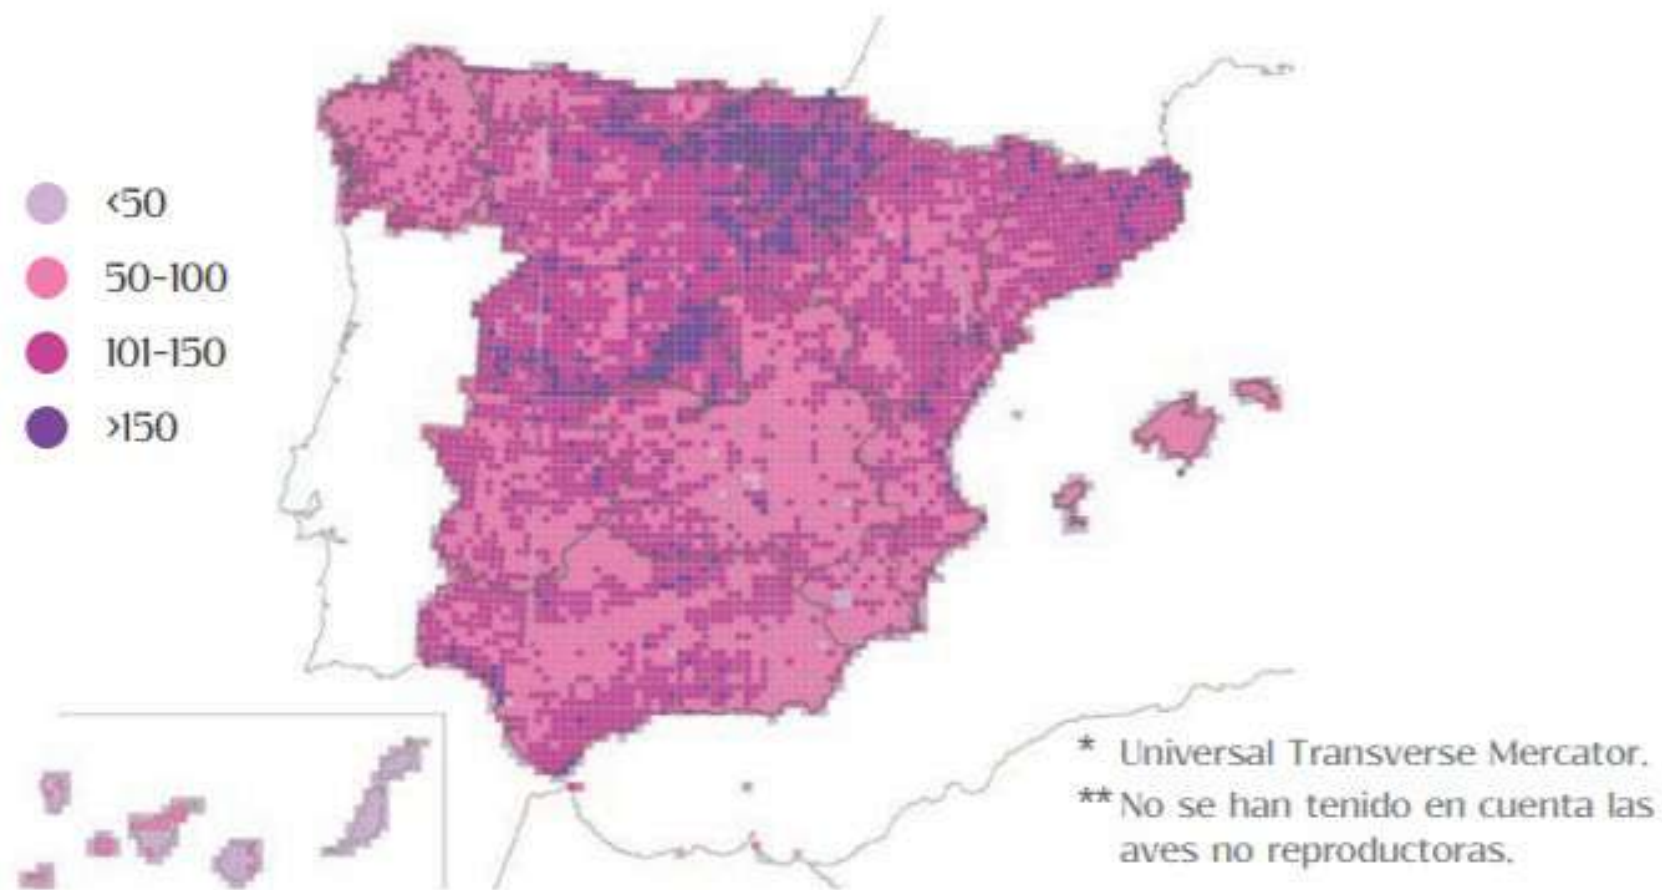 <50
50-100
101-150
>150
* Universal Transverse Mercator.
** No se han tenido en cuenta las
aves no reproductoras.